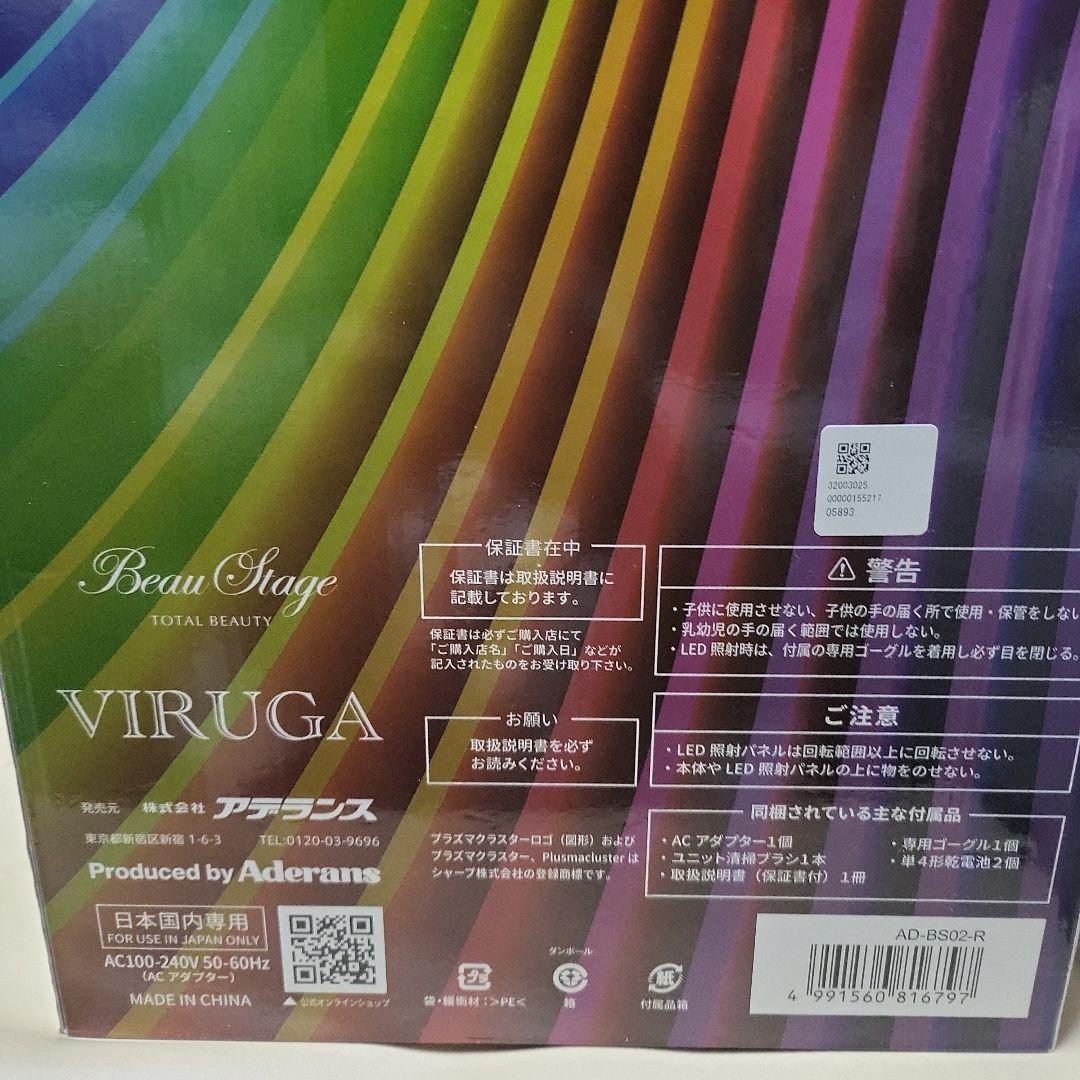 32003025
00000155217
05893
Beau Stage
TOTAL BEAUTY
VIRUGA
発売元 株式会社 アデランス
東京都新宿区新宿 1-6-3 TEL:0120-03-9696
Produced by Aderans
日本国内専用
FOR USE IN JAPAN ONLY
AC100-240V 50-60Hz
(AC アダプター)
MADE IN CHINA
▲公式オンラインショップ
保証書在中
保証書は取扱説明書に
記載しております。
保証書は必ずご購入店にて
「ご購入店名」「ご購入日」などが
記入されたものをお受け取り下さい。
お願い
取扱説明書を必ず
お読みください。
プラズマクラスターロゴ（図形）および
プラズマクラスター、Plusmacluster は
シャープ株式会社の登録商標です。
プラ
袋・緩衝材：＞PE＜
ダンボール
箱
紙
付属品箱
⚠ 警告
・子供に使用させない、子供の手の届く所で使用・保管をしない
・乳幼児の手の届く範囲では使用しない。
・LED 照射時は、付属の専用ゴーグルを着用し必ず目を閉じる。
ご注意
・LED 照射パネルは回転範囲以上に回転させない。
・本体や LED 照射パネルの上に物をのせない。
同梱されている主な付属品
・AC アダプター1個 ・専用ゴーグル1個
・ユニット清掃ブラシ1本 ・単4形乾電池2個
・取扱説明書（保証書付）1冊
AD-BS02-R
4 991560 816797